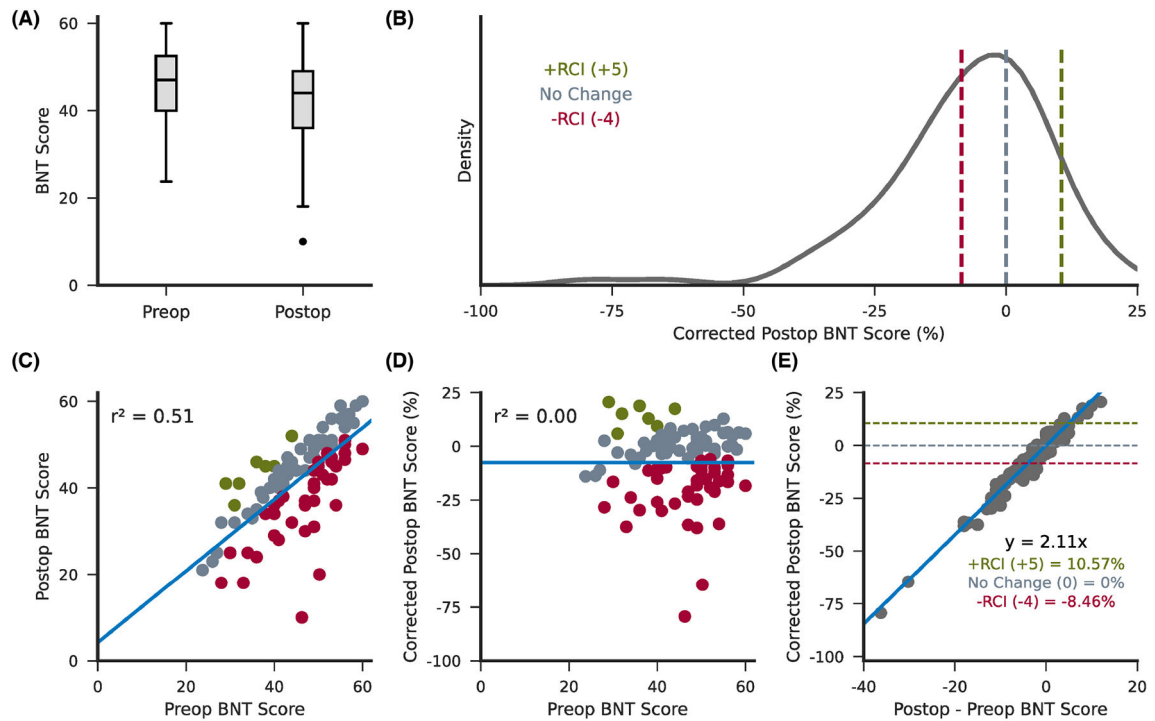 (A)
60
40
20
0
BNT Score
Preop
Postop
(B)
+RCI (+5)
No Change
-RCI (-4)
Density
-100
-75
-50
-25
0
25
Corrected Postop BNT Score (%)
(C)
r² = 0.51
60
40
20
0
Postop BNT Score
0
20
40
60
Preop BNT Score
(D)
r² = 0.00
25
0
-25
-50
-75
-100
Corrected Postop BNT Score (%)
0
20
40
60
Preop BNT Score
(E)
25
0
-25
-50
-75
-100
Corrected Postop BNT Score (%)
y = 2.11x
+RCI (+5) = 10.57%
No Change (0) = 0%
-RCI (-4) = -8.46%
-40
-20
0
20
Postop - Preop BNT Score